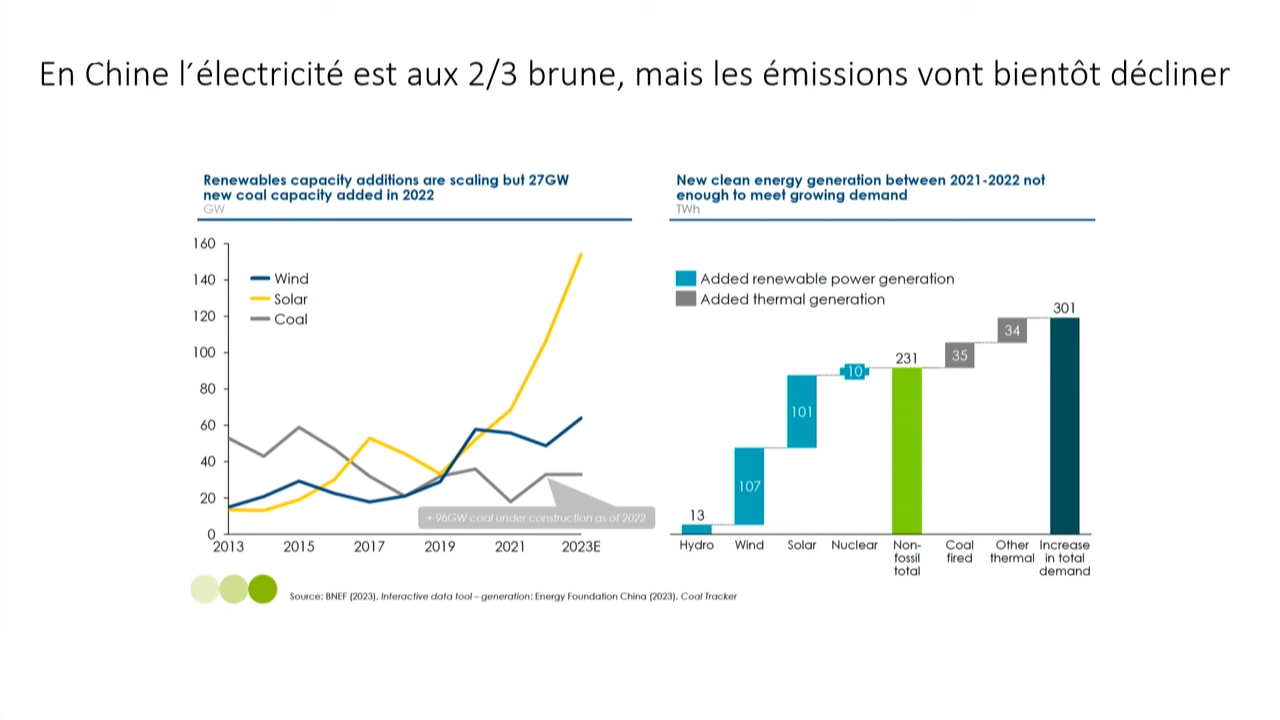 En Chine l´électricité est aux 2/3 brune, mais les émissions vont bientôt décliner
Renewables capacity additions are scaling but 27GW
new coal capacity added in 2022
GW
160
140
120
100
80
60
40
20
0
Wind
Solar
Coal
+ 96GW coal under construction as of 2022
2013
2015
2017
2019
2021
2023E
New clean energy generation between 2021-2022 not
enough to meet growing demand
TWh
Added renewable power generation
Added thermal generation
13
107
101
10
231
35
34
301
Hydro
Wind
Solar
Nuclear
Non-
fossil
total
Coal
fired
Other
thermal
Increase
in total
demand
Source: BNEF (2023), Interactive data tool – generation; Energy Foundation China (2023), Coal Tracker